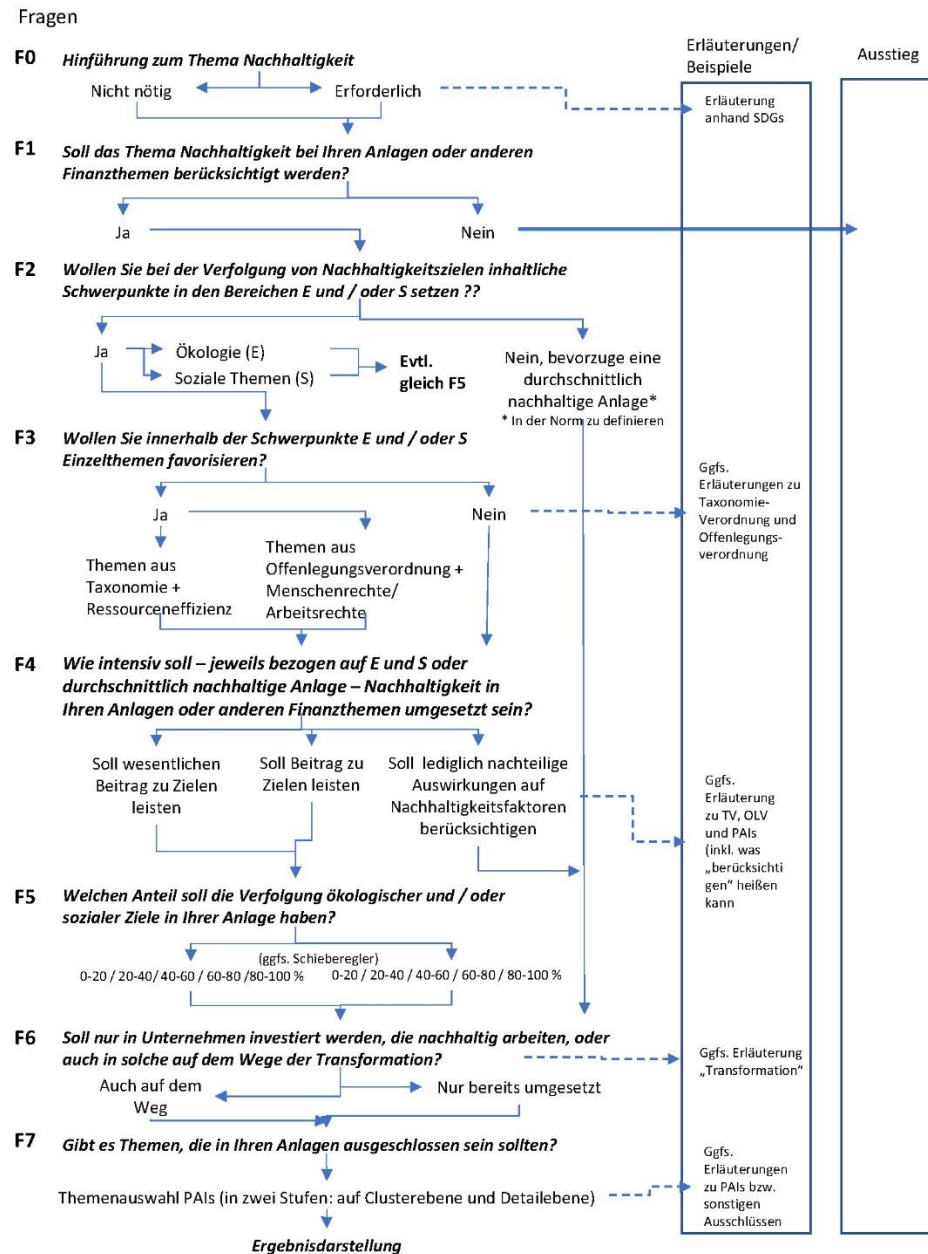 Fragen
Erläuterungen/
Beispiele
Ausstieg
F0 Hinführung zum Thema Nachhaltigkeit
Nicht nötig Erforderlich
Erläuterung
anhand SDGs
F1 Soll das Thema Nachhaltigkeit bei Ihren Anlagen oder anderen
Finanzthemen berücksichtigt werden?
Ja Nein
F2 Wollen Sie bei der Verfolgung von Nachhaltigkeitszielen inhaltliche
Schwerpunkte in den Bereichen E und / oder S setzen ??
Ja
Ökologie (E)
Soziale Themen (S)
Evtl.
gleich F5
Nein, bevorzuge eine
durchschnittlich
nachhaltige Anlage*
* In der Norm zu definieren
F3 Wollen Sie innerhalb der Schwerpunkte E und / oder S
Einzelthemen favorisieren?
Ja Nein
Ggfs.
Erläuterungen zu
Taxonomie-
Verordnung und
Offenlegungs-
verordnung
Themen aus
Taxonomie +
Ressourceneffizienz
Themen aus
Offenlegungsverordnung +
Menschenrechte/
Arbeitsrechte
F4 Wie intensiv soll – jeweils bezogen auf E und S oder
durchschnittlich nachhaltige Anlage – Nachhaltigkeit in
Ihren Anlagen oder anderen Finanzthemen umgesetzt sein?
Soll wesentlichen
Beitrag zu Zielen
leisten
Soll Beitrag zu
Zielen leisten
Soll lediglich nachteilige
Auswirkungen auf
Nachhaltigkeitsfaktoren
berücksichtigen
Ggfs.
Erläuterung
zu TV, OLV
und PAIs
(inkl. was
„berücksichti
gen“ heißen
kann
F5 Welchen Anteil soll die Verfolgung ökologischer und / oder
sozialer Ziele in Ihrer Anlage haben?
(ggfs. Schieberegler)
0-20 / 20-40/ 40-60 / 60-80 /80-100 % 0-20 / 20-40 / 40-60 / 60-80 / 80-100 %
F6 Soll nur in Unternehmen investiert werden, die nachhaltig arbeiten, oder
auch in solche auf dem Wege der Transformation?
Ggfs. Erläuterung
„Transformation“
Auch auf dem
Weg
Nur bereits umgesetzt
F7 Gibt es Themen, die in Ihren Anlagen ausgeschlossen sein sollten?
Themenauswahl PAIs (in zwei Stufen: auf Clusterebene und Detailebene)
Ggfs.
Erläuterungen
zu PAIs bzw.
sonstigen
Ausschlüssen
Ergebnisdarstellung